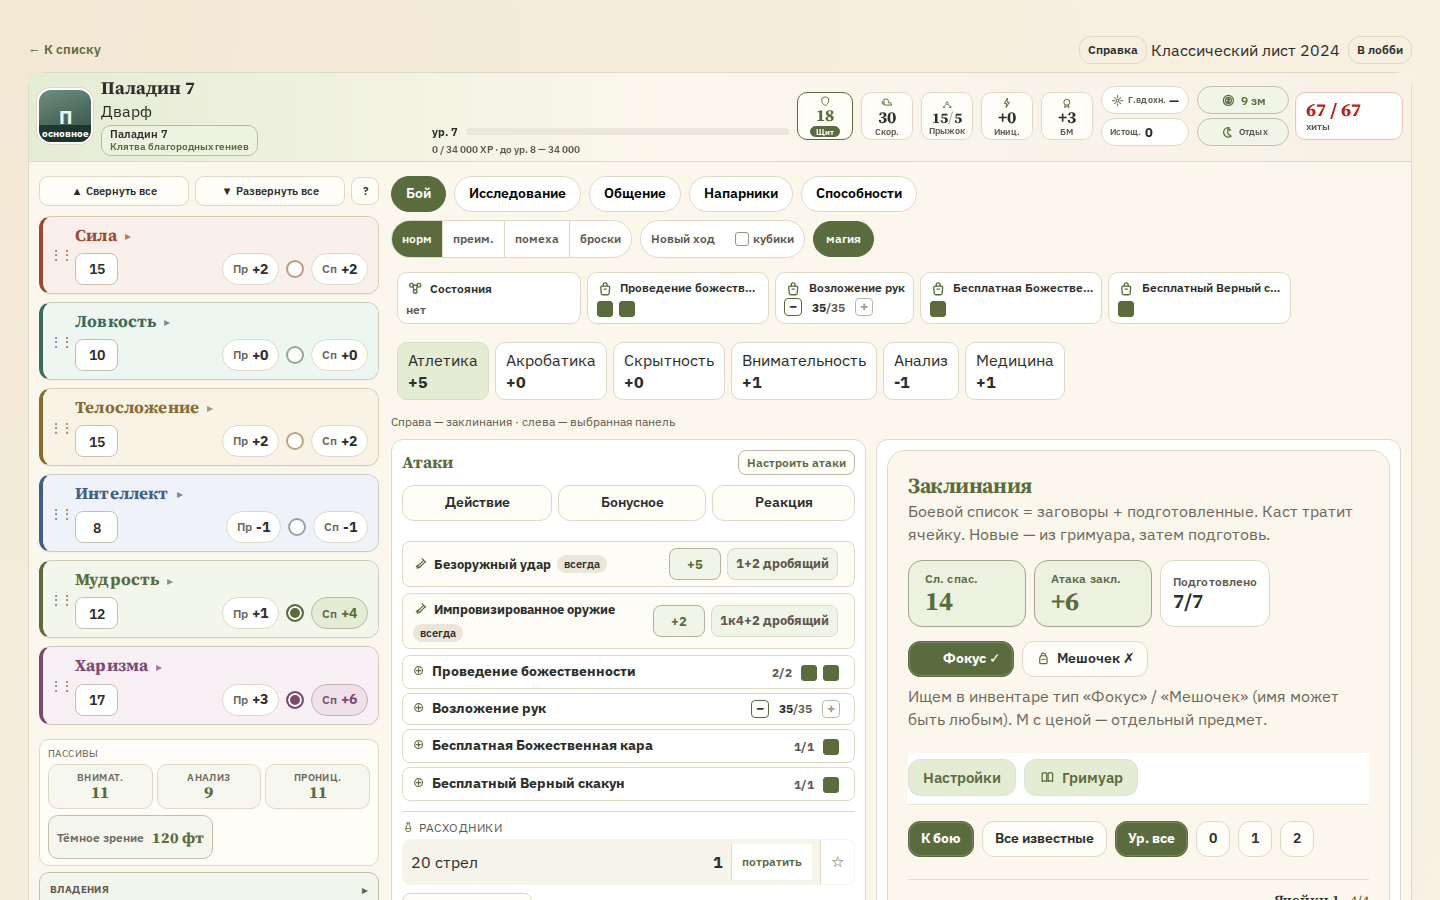 ← К списку
Справка Классический лист 2024 В лобби
П
основное
Паладин 7
Дварф
Паладин 7
Клятва благородных гениев
ур. 7
0 / 34 000 XP · до ур. 8 — 34 000
18
Щит
30
Скор.
15/5
Прыжок
+0
Иниц.
+3
БМ
Г.вдохн. —
Истощ. 0
9 зм
Отдых
67 / 67
хиты
▲ Свернуть все
▼ Развернуть все
?
Сила ▸
15 Пр +2 Сп +2
Ловкость ▸
10 Пр +0 Сп +0
Телосложение ▸
15 Пр +2 Сп +2
Интеллект ▸
8 Пр -1 Сп -1
Мудрость ▸
12 Пр +1 Сп +4
Харизма ▸
17 Пр +3 Сп +6
ПАССИВЫ
ВНИМАТ.
11
АНАЛИЗ
9
ПРОНИЦ.
11
Тёмное зрение 120 фт
ВЛАДЕНИЯ ▸
Бой Исследование Общение Напарники Способности
норм преим. помеха броски Новый ход кубики магия
Состояния
нет
Проведение божеств...
Возложение рук
− 35/35 +
Бесплатная Божестве...
Бесплатный Верный с...
Атлетика
+5
Акробатика
+0
Скрытность
+0
Внимательность
+1
Анализ
-1
Медицина
+1
Справа — заклинания · слева — выбранная панель
Атаки Настроить атаки
Действие Бонусное Реакция
Безоружный удар всегда +5 1+2 дробящий
Импровизированное оружие
всегда
+2 1к4+2 дробящий
Проведение божественности 2/2
Возложение рук − 35/35 +
Бесплатная Божественная кара 1/1
Бесплатный Верный скакун 1/1
РАСХОДНИКИ
20 стрел 1 потратить ☆
Заклинания
Боевой список = заговоры + подготовленные. Каст тратит
ячейку. Новые — из гримуара, затем подготовь.
Сл. спас.
14
Атака закл.
+6
Подготовлено
7/7
Фокус ✓ Мешочек ✗
Ищем в инвентаре тип «Фокус» / «Мешочек» (имя может
быть любым). М с ценой — отдельный предмет.
Настройки Гримуар
К бою Все известные Ур. все 0 1 2
Ячейки 1 4/4